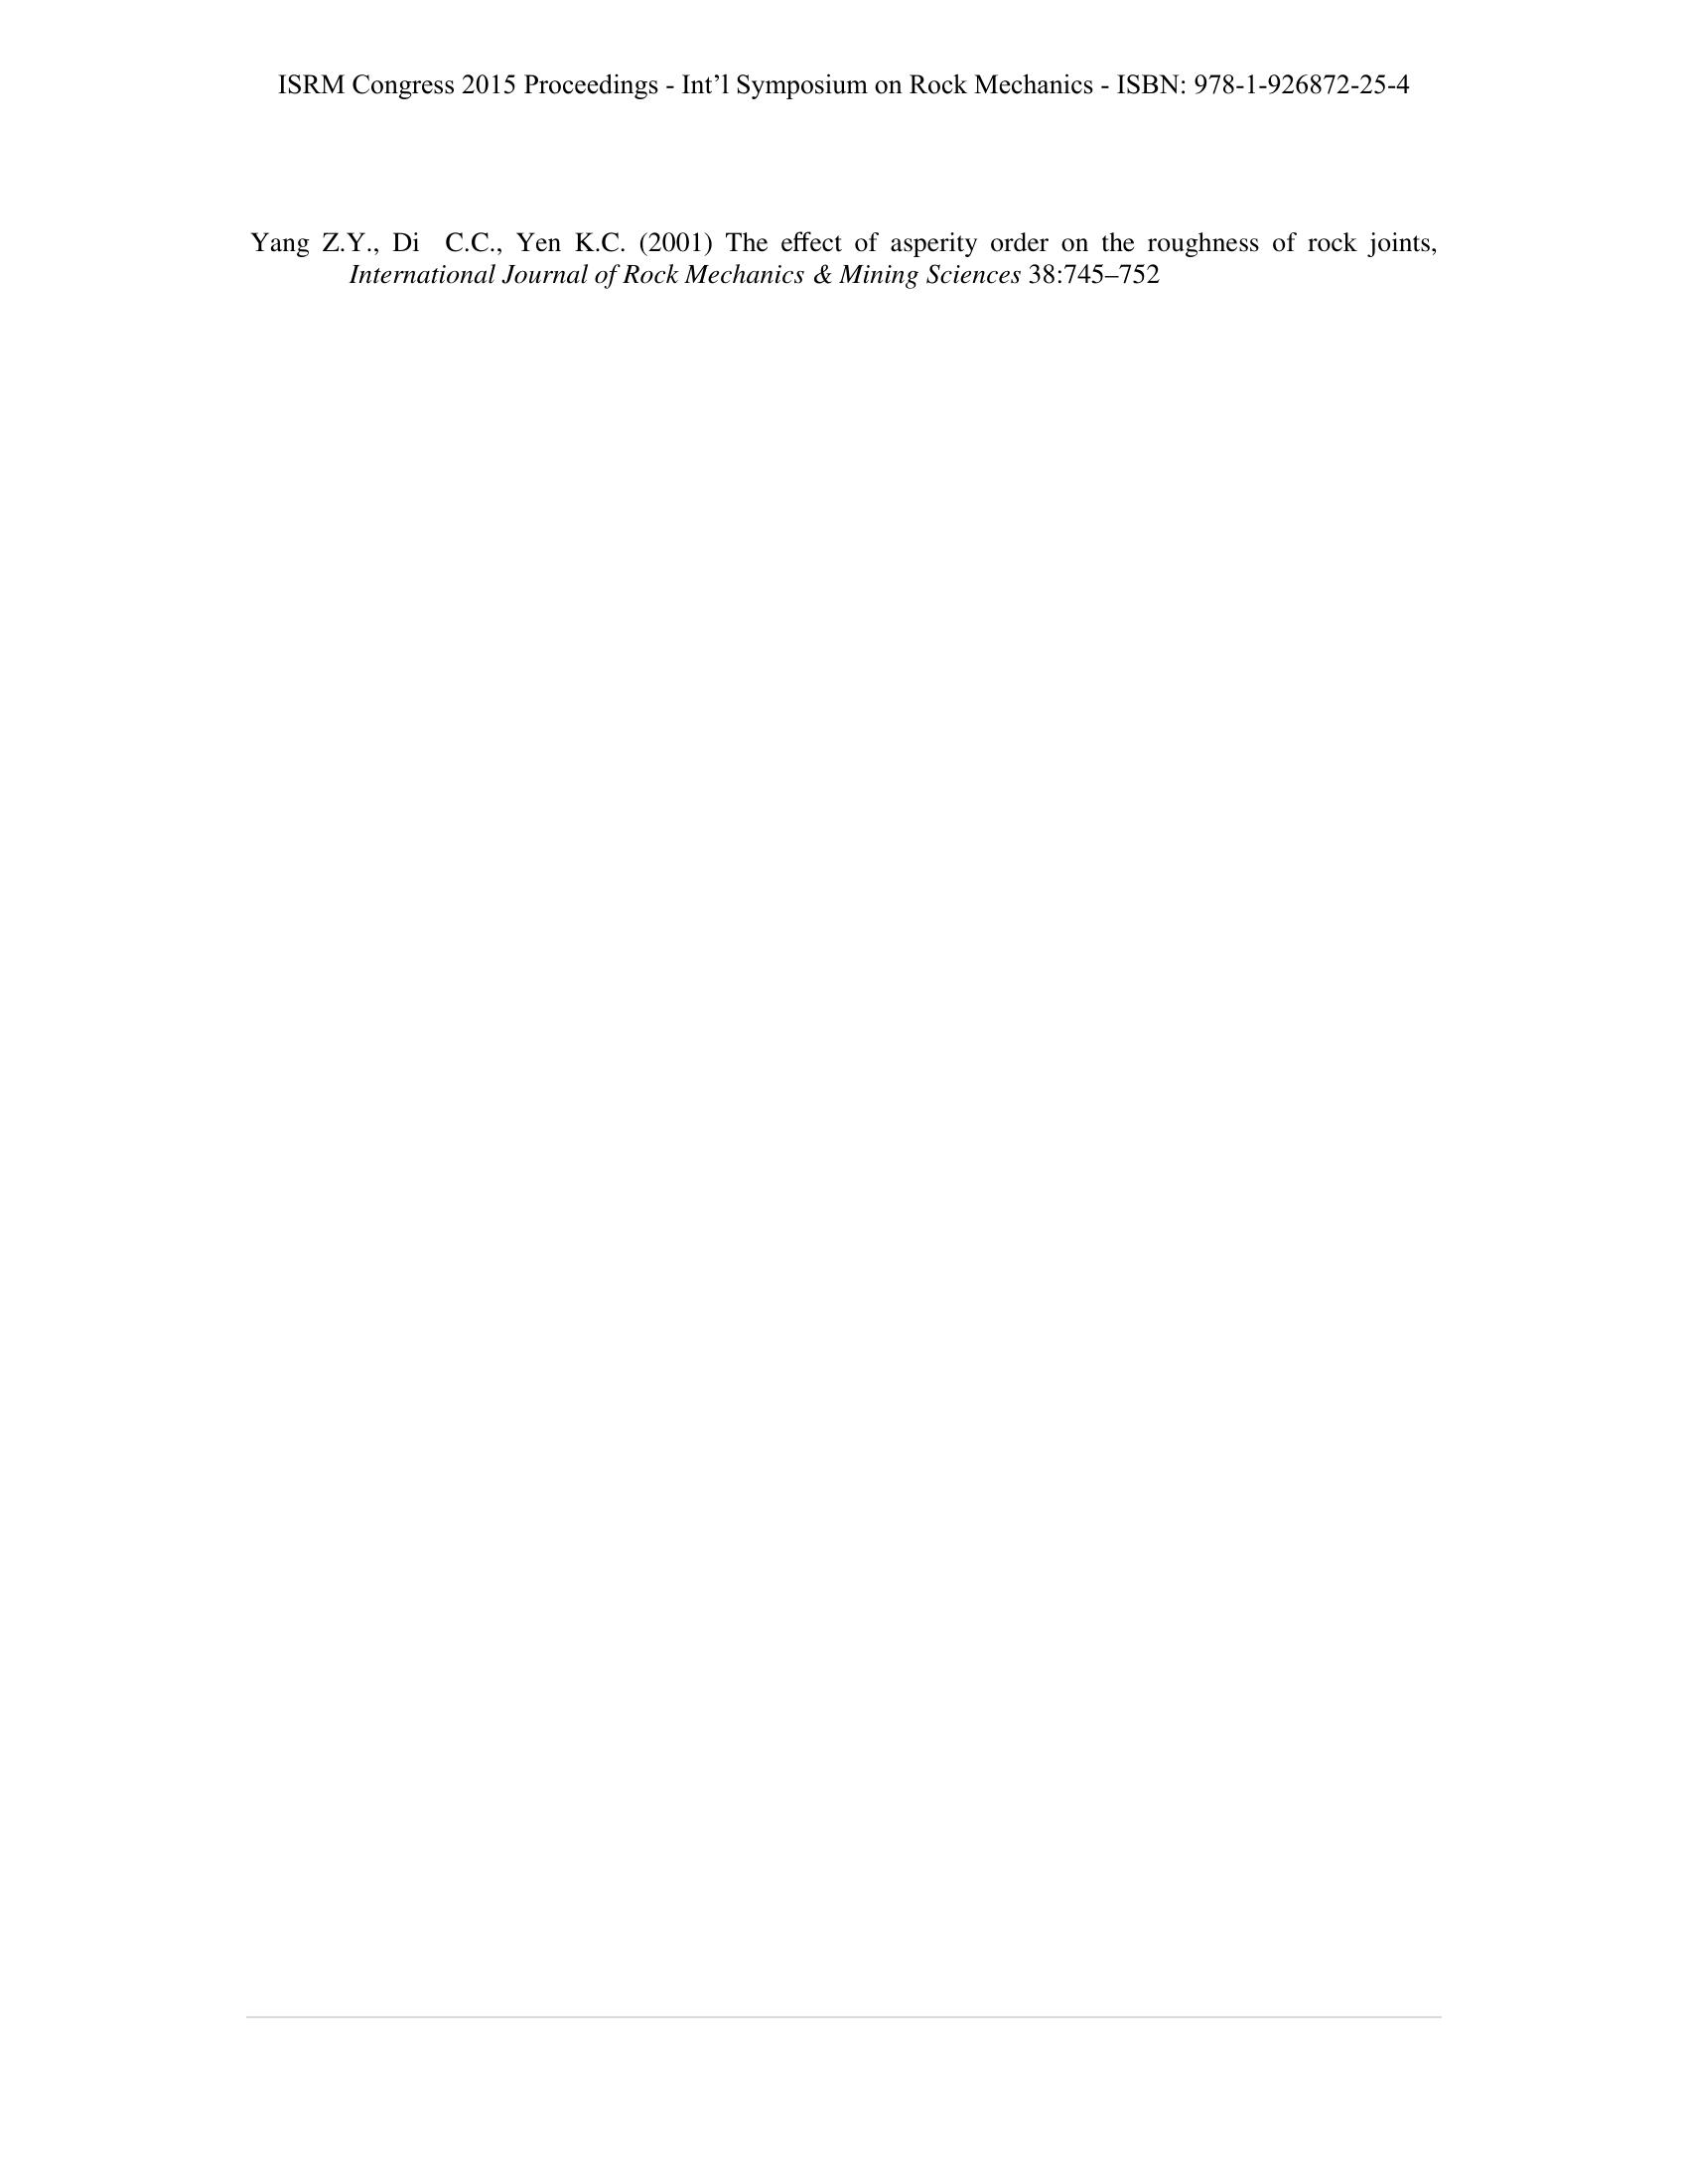 ISRM Congress 2015 Proceedings - Int’l Symposium on Rock Mechanics - ISBN: 978-1-926872-25-4
Yang Z.Y., Di C.C., Yen K.C. (2001) The effect of asperity order on the roughness of rock joints,
International Journal of Rock Mechanics & Mining Sciences 38:745–752